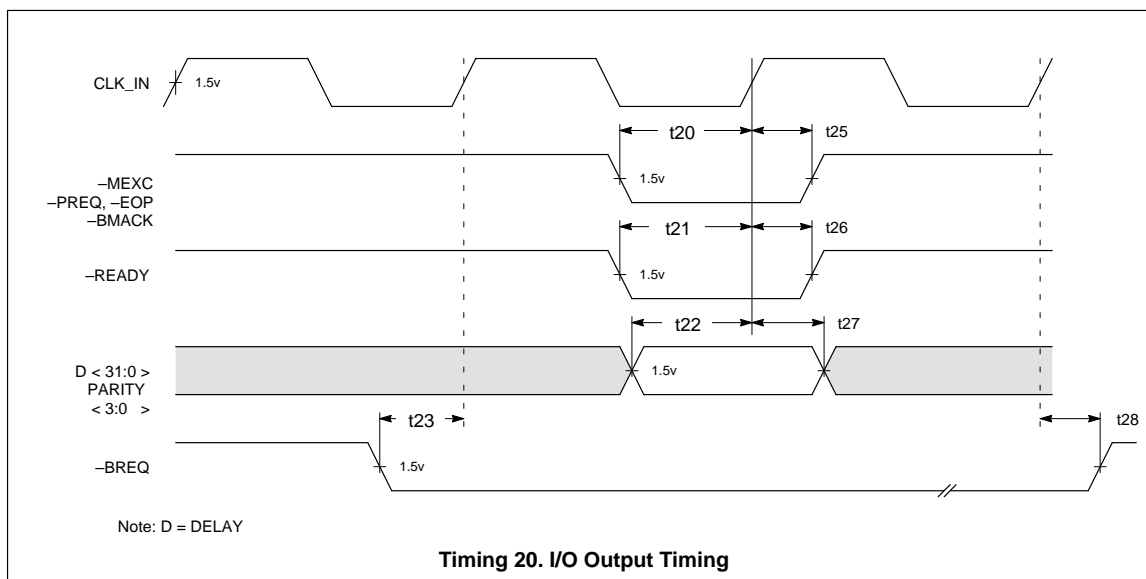 CLK_IN
1.5v
t20
t25
–MEXC
–PREQ, –EOP
–BMACK
1.5v
t21
t26
–READY
1.5v
t22
t27
D < 31:0 >
PARITY
< 3:0 >
1.5v
t23
t28
–BREQ
1.5v
Note: D = DELAY
Timing 20. I/O Output Timing